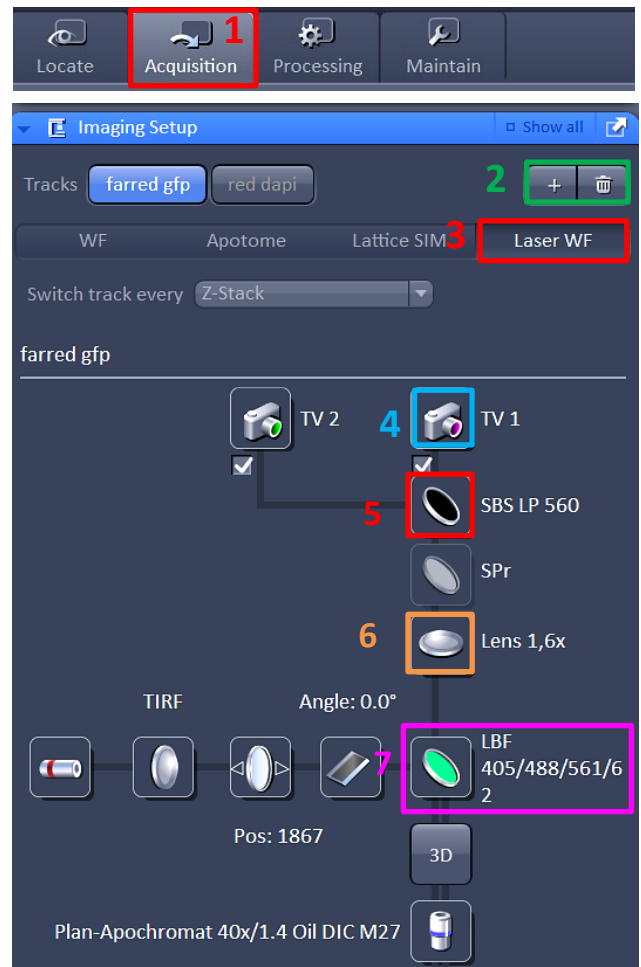 1
Locate Acquisition Processing Maintain
Imaging Setup Show all
Tracks farred gfp red dapi 2 +
WF Apotome Lattice SIM 3 Laser WF
Switch track every Z-Stack
farred gfp
TV 2 4 TV 1
5 SBS LP 560
SPr
6 Lens 1,6x
TIRF Angle: 0.0°
7 LBF
405/488/561/6
2
Pos: 1867
3D
Plan-Apochromat 40x/1.4 Oil DIC M27